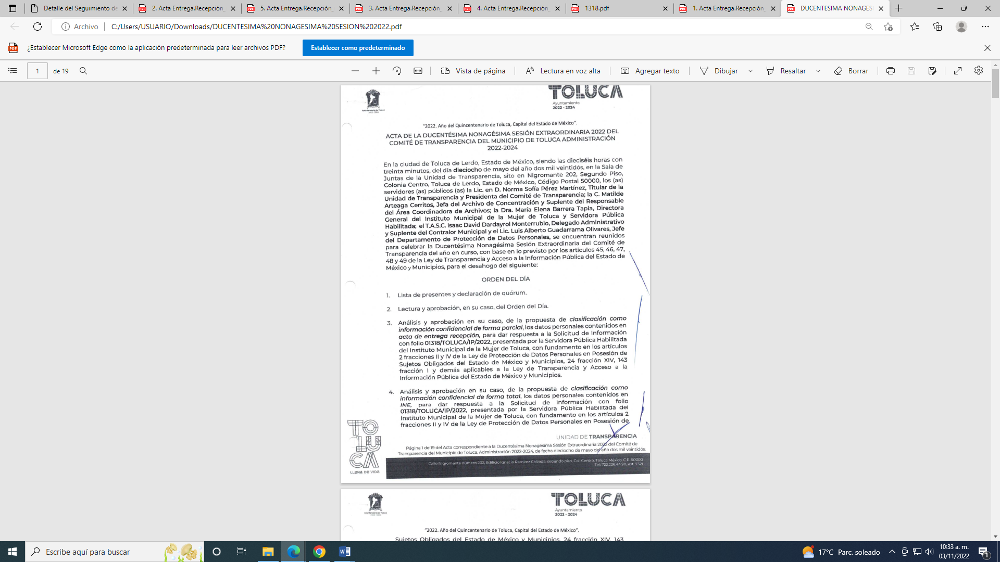 Detalle del Seguimiento de
2. Acta Entrega.Recepción_
5. Acta Entrega.Recepción_
3. Acta Entrega.Recepción_
4. Acta Entrega.Recepción_
1318.pdf
1. Acta Entrega.Recepción_
DUCENTESIMA NONAGES
Archivo
C:/Users/USUARIO/Downloads/DUCENTESIMA%20NONAGESIMA%20SESION%202022.pdf
¿Establecer Microsoft Edge como la aplicación predeterminada para leer archivos PDF?
Establecer como predeterminado
1 de 19
Vista de página
Lectura en voz alta
Agregar texto
Dibujar
Resaltar
Borrar
Ayuntamiento de Toluca
2022 - 2024
TOLUCA
Ayuntamiento
2022 - 2024
"2022. Año del Quincentenario de Toluca, Capital del Estado de México".
ACTA DE LA DUCENTÉSIMA NONAGÉSIMA SESIÓN EXTRAORDINARIA 2022 DEL
COMITÉ DE TRANSPARENCIA DEL MUNICIPIO DE TOLUCA ADMINISTRACIÓN
2022-2024
En la ciudad de Toluca de Lerdo, Estado de México, siendo las dieciséis horas con
treinta minutos, del día dieciocho de mayo del año dos mil veintidós, en la Sala de
Juntas de la Unidad de Transparencia, sito en Nigromante 202, Segundo Piso,
Colonia Centro, Toluca de Lerdo, Estado de México, Código Postal 50000, los (as)
servidores (as) públicos (as) la Lic. en D. Norma Sofía Pérez Martínez, Titular de la
Unidad de Transparencia y Presidenta del Comité de Transparencia; la C. Matilde
Arteaga Cerritos, Jefa del Archivo de Concentración y Suplente del Responsable
del Área Coordinadora de Archivos; la Dra. María Elena Barrera Tapia, Directora
General del Instituto Municipal de la Mujer de Toluca y Servidora Pública
Habilitada; el T.A.S.C. Isaac David Dardayrol Monterrubio, Delegado Administrativo
y Suplente del Contralor Municipal y el Lic. Luis Alberto Guadarrama Olivares, Jefe
del Departamento de Protección de Datos Personales, se encuentran reunidos
para celebrar la Ducentésima Nonagésima Sesión Extraordinaria del Comité de
Transparencia del año en curso, con base en lo previsto por los artículos 45, 46, 47,
48 y 49 de la Ley de Transparencia y Acceso a la Información Pública del Estado de
México y Municipios, para el desahogo del siguiente:
ORDEN DEL DÍA
1. Lista de presentes y declaración de quórum.
2. Lectura y aprobación, en su caso, del Orden del Día.
3. Análisis y aprobación en su caso, de la propuesta de clasificación como
información confidencial de forma parcial, los datos personales contenidos en
acta de entrega recepción, para dar respuesta a la Solicitud de Información
con folio 01318/TOLUCA/IP/2022, presentada por la Servidora Pública Habilitada
del Instituto Municipal de la Mujer de Toluca, con fundamento en los artículos
2 fracciones II y IV de la Ley de Protección de Datos Personales en Posesión de
Sujetos Obligados del Estado de México y Municipios, 24 fracción XIV, 143
fracción I y demás aplicables a la Ley de Transparencia y Acceso a la
Información Pública del Estado de México y Municipios.
4. Análisis y aprobación en su caso, de la propuesta de clasificación como
información confidencial de forma total, los datos personales contenidos en
INE, para dar respuesta a la Solicitud de Información con folio
01318/TOLUCA/IP/2022, presentada por la Servidora Pública Habilitada del
Instituto Municipal de la Mujer de Toluca, con fundamento en los artículos 2
fracciones II y IV de la Ley de Protección de Datos Personales en Posesión de
TOLUCA
LLENA DE VIDA
UNIDAD DE TRANSPARENCIA
Página 1 de 19 del Acta correspondiente a la Ducentésima Nonagésima Sesión Extraordinaria 2022 del Comité de
Transparencia del Municipio de Toluca, Administración 2022-2024, de fecha dieciocho de mayo del año dos mil veintidós.
Calle Nigromante número 202, Edificio Ignacio Ramírez Calzada, segundo piso, Col. Centro, Toluca México. C.P. 50000
Tel: 722.226.44.90, ext. 7321
Ayuntamiento de Toluca
2022 - 2024
TOLUCA
Ayuntamiento
2022 - 2024
"2022. Año del Quincentenario de Toluca, Capital del Estado de México".
Sujetos Obligados del Estado de México y Municipios, 24 fracción XIV, 143
Escribe aquí para buscar
17°C Parc. soleado
10:33 a. m.
03/11/2022
1